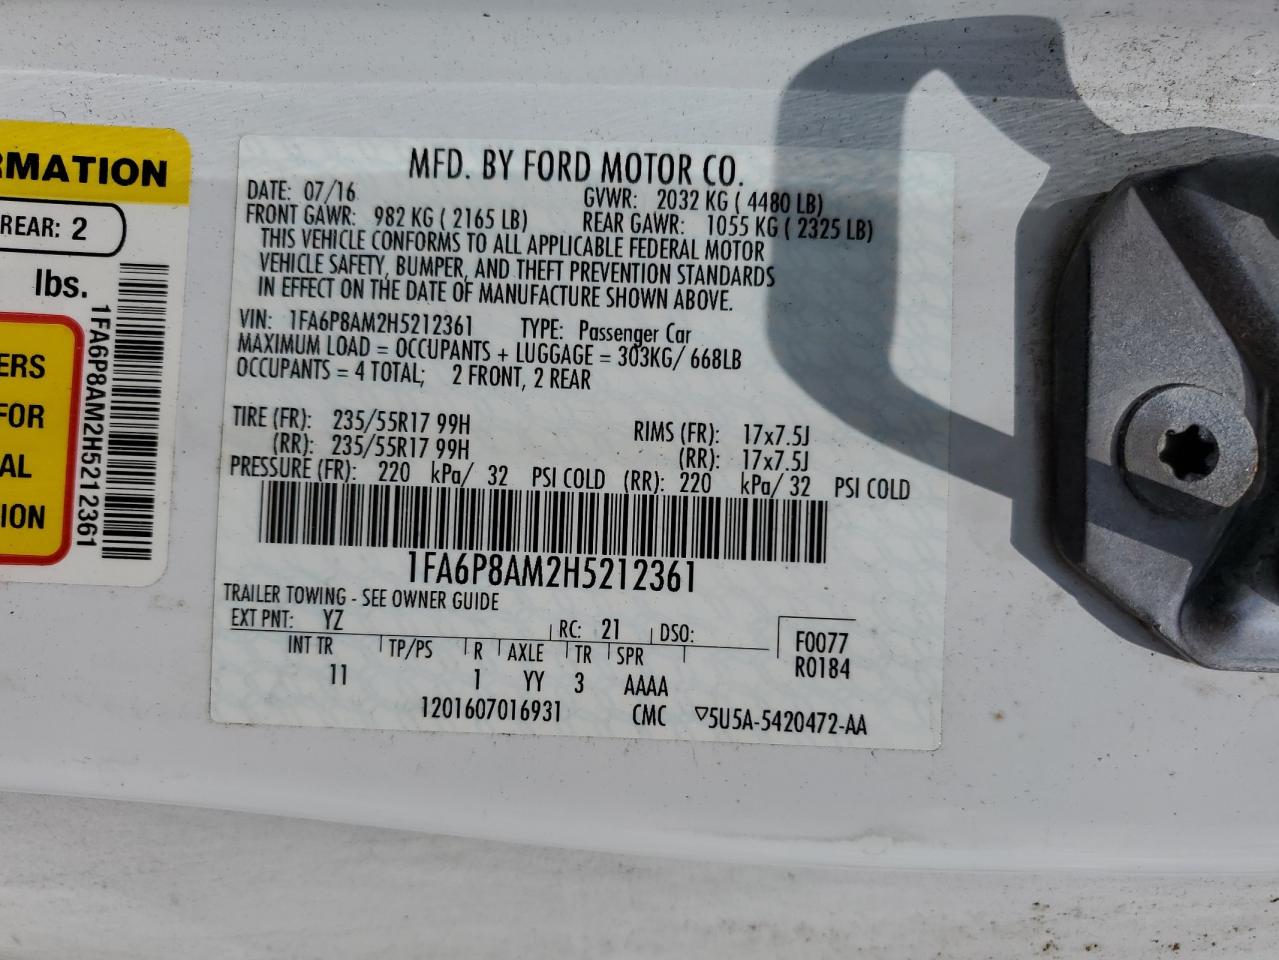 RMATION
REAR: 2
lbs.
1FA6P8AM2H5212361
ERS
FOR
AL
ION
MFD. BY FORD MOTOR CO.
DATE: 07/16 GVWR: 2032 KG ( 4480 LB)
FRONT GAWR: 982 KG ( 2165 LB) REAR GAWR: 1055 KG ( 2325 LB)
THIS VEHICLE CONFORMS TO ALL APPLICABLE FEDERAL MOTOR
VEHICLE SAFETY, BUMPER, AND THEFT PREVENTION STANDARDS
IN EFFECT ON THE DATE OF MANUFACTURE SHOWN ABOVE.
VIN: 1FA6P8AM2H5212361 TYPE: Passenger Car
MAXIMUM LOAD = OCCUPANTS + LUGGAGE = 303KG/ 668LB
OCCUPANTS = 4 TOTAL; 2 FRONT, 2 REAR
TIRE (FR): 235/55R17 99H RIMS (FR): 17x7.5J
(RR): 235/55R17 99H (RR): 17x7.5J
PRESSURE (FR): 220 kPa/ 32 PSI COLD (RR): 220 kPa/ 32 PSI COLD
1FA6P8AM2H5212361
TRAILER TOWING - SEE OWNER GUIDE
EXT PNT: YZ RC: 21 DSO: F0077
INT TR TP/PS R AXLE TR SPR R0184
11 1 YY 3 AAAA
1201607016931 CMC ▽5U5A-5420472-AA